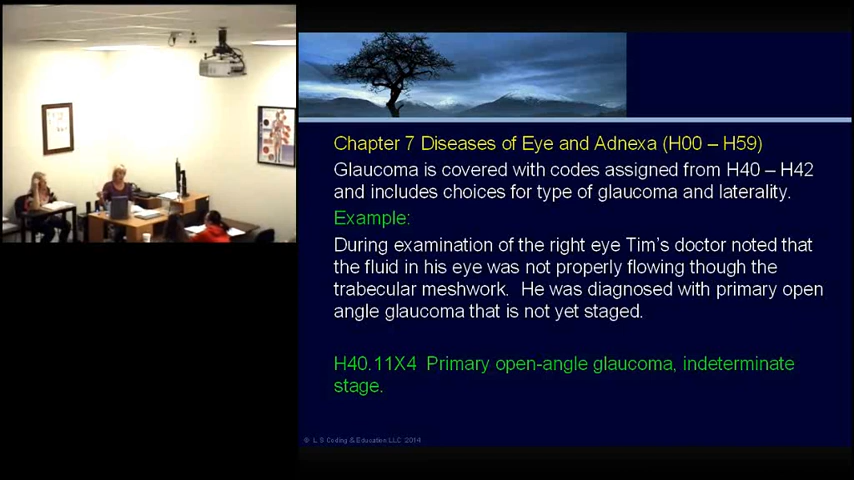 Chapter 7 Diseases of Eye and Adnexa (H00 – H59)
Glaucoma is covered with codes assigned from H40 – H42
and includes choices for type of glaucoma and laterality.
Example:
During examination of the right eye Tim's doctor noted that
the fluid in his eye was not properly flowing though the
trabecular meshwork.  He was diagnosed with primary open
angle glaucoma that is not yet staged.
H40.11X4  Primary open-angle glaucoma, indeterminate
stage.
© L S Coding & Education LLC 2014